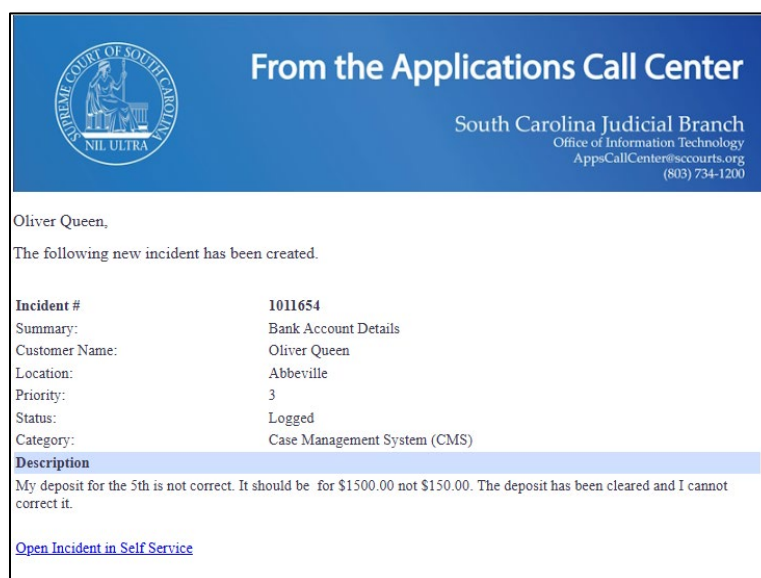 SUPREME COURT OF SOUTH CAROLINA
NIL ULTRA
From the Applications Call Center
South Carolina Judicial Branch
Office of Information Technology
AppsCallCenter@sccourts.org
(803) 734-1200
Oliver Queen,
The following new incident has been created.
Incident # 1011654
Summary: Bank Account Details
Customer Name: Oliver Queen
Location: Abbeville
Priority: 3
Status: Logged
Category: Case Management System (CMS)
Description
My deposit for the 5th is not correct. It should be  for $1500.00 not $150.00. The deposit has been cleared and I cannot
correct it.
Open Incident in Self Service